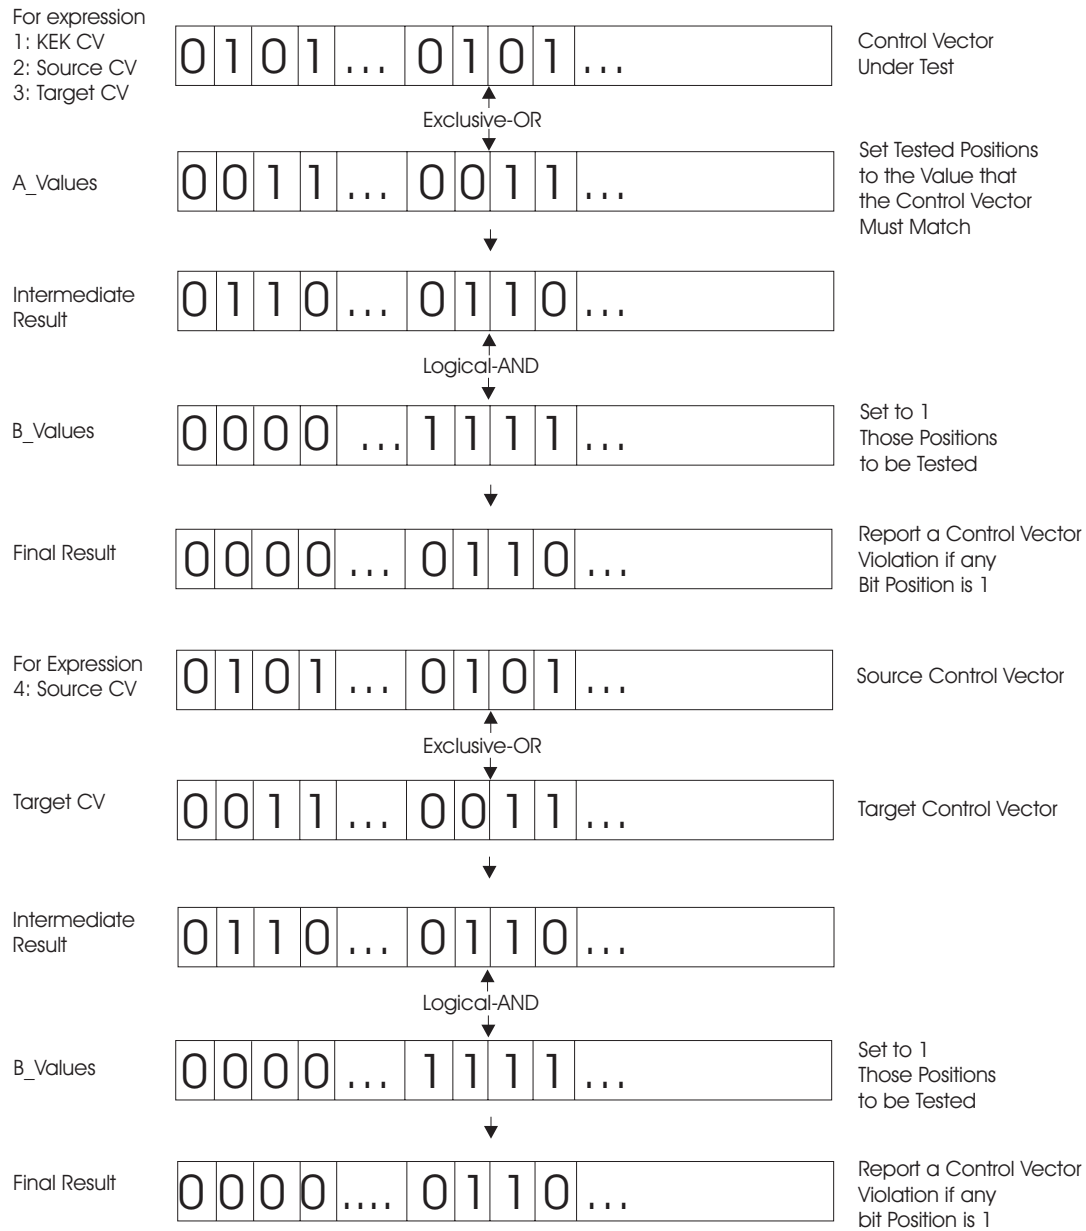 For expression
1: KEK CV
2: Source CV
3: Target CV
0 1 0 1 ... 0 1 0 1 ...
Control Vector
Under Test
Exclusive-OR
A_Values
0 0 1 1 ... 0 0 1 1 ...
Set Tested Positions
to the Value that
the Control Vector
Must Match
Intermediate
Result
0 1 1 0 ... 0 1 1 0 ...
Logical-AND
B_Values
0 0 0 0 ... 1 1 1 1 ...
Set to 1
Those Positions
to be Tested
Final Result
0 0 0 0 ... 0 1 1 0 ...
Report a Control Vector
Violation if any
Bit Position is 1
For Expression
4: Source CV
0 1 0 1 ... 0 1 0 1 ...
Source Control Vector
Exclusive-OR
Target CV
0 0 1 1 ... 0 0 1 1 ...
Target Control Vector
Intermediate
Result
0 1 1 0 ... 0 1 1 0 ...
Logical-AND
B_Values
0 0 0 0 ... 1 1 1 1 ...
Set to 1
Those Positions
to be Tested
Final Result
0 0 0 0 .... 0 1 1 0 ...
Report a Control Vector
Violation if any
bit Position is 1